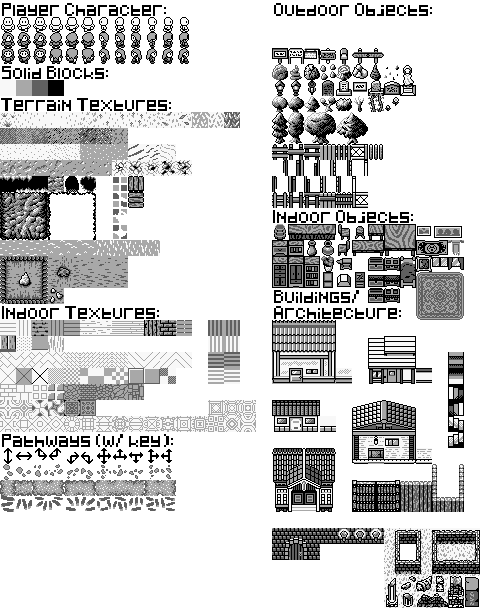 Player Character:
Solid Blocks:
Terrain Textures:
Indoor Textures:
Pathways (w/ key):
Outdoor Objects:
Indoor Objects:
Buildings/
Architecture: